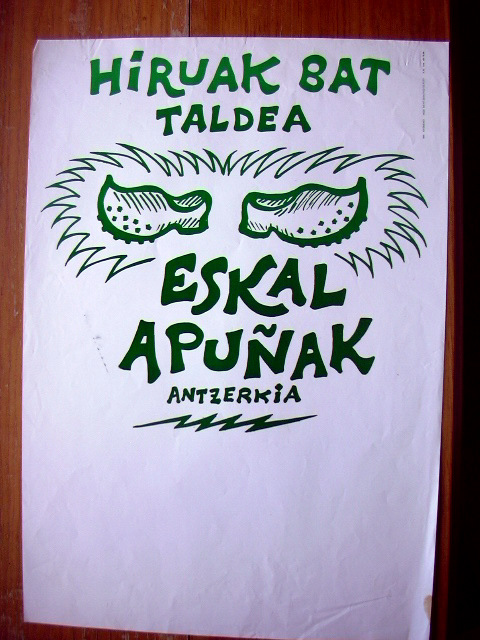 HiRUAK BAT
TALDEA
ESKAL
APUÑAK
ANTZERKiA